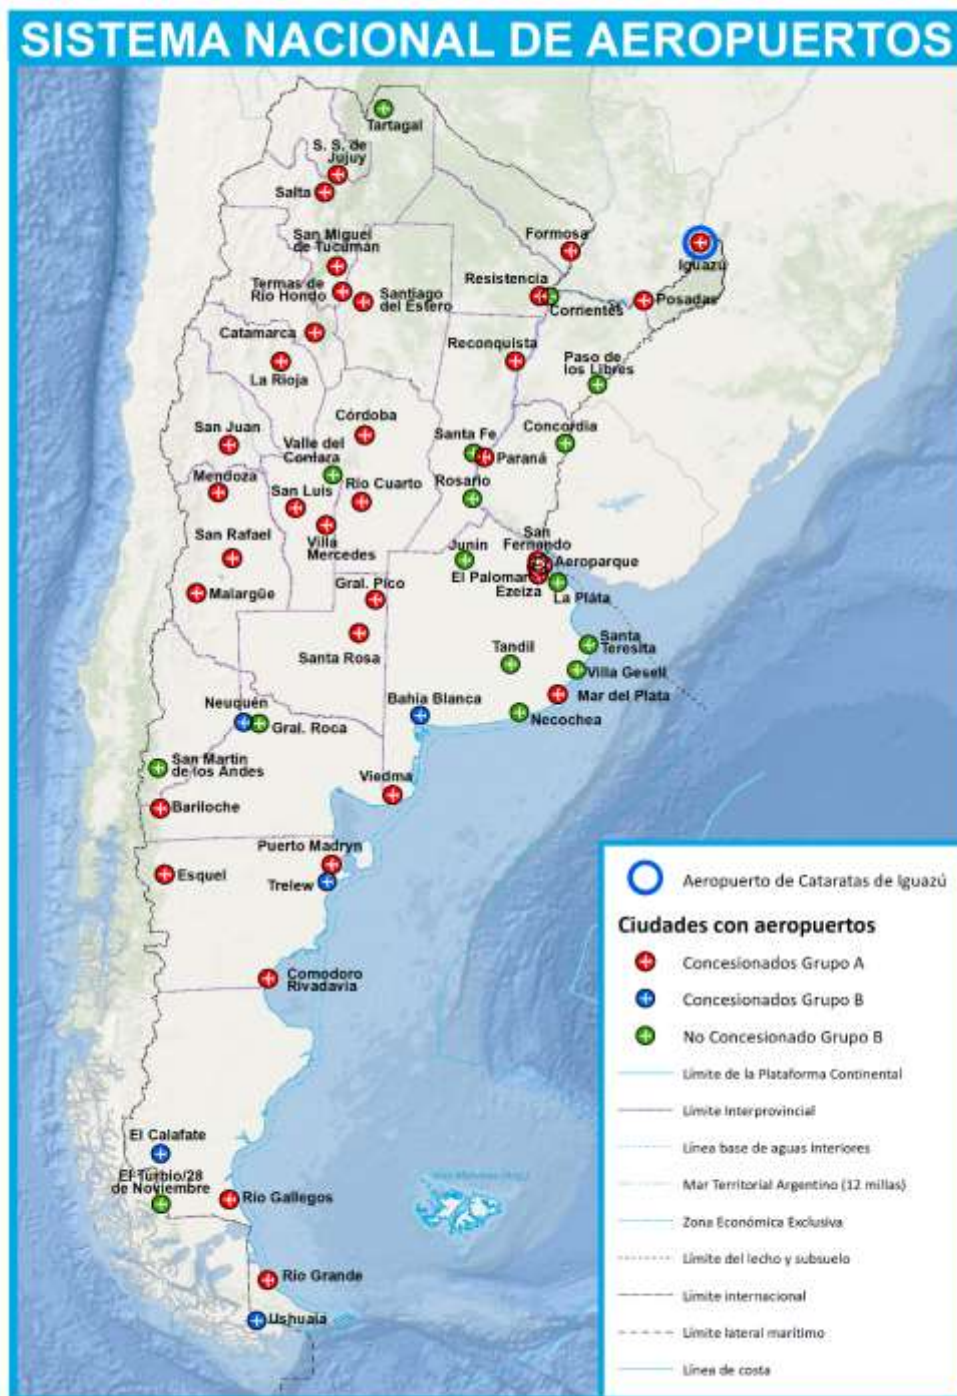 SISTEMA NACIONAL DE AEROPUERTOS
Tartagal
S. S. de
Jujuy
Salta
San Miguel
de Tucumán
Formosa
Iguazú
Termas de
Río Hondo
Santiago
del Estero
Resistencia
Corrientes
Posadas
Catamarca
Reconquista
La Rioja
Paso de
los Libres
Córdoba
San Juan
Valle del
Conlara
Santa Fe
Paraná
Concordia
Mendoza
San Luis
Río Cuarto
Rosario
San Rafael
Villa
Mercedes
Junín
San
Fernando
Aeroparque
El Palomar
Ezeiza
La Plata
Malargüe
Gral. Pico
Santa Rosa
Tandil
Santa
Teresita
Villa Gesell
Mar del Plata
Necochea
Neuquén
Gral. Roca
Bahía Blanca
San Martín
de los Andes
Viedma
Bariloche
Puerto Madryn
Esquel
Trelew
Comodoro
Rivadavia
El Calafate
El Turbio/28
de Noviembre
Río Gallegos
Río Grande
Ushuaia
Aeropuerto de Cataratas de Iguazú
Ciudades con aeropuertos
Concesionados Grupo A
Concesionados Grupo B
No Concesionado Grupo B
Límite de la Plataforma Continental
Límite Interprovincial
Línea base de aguas Interiores
Mar Territorial Argentino (12 millas)
Zona Económica Exclusiva
Límite del lecho y subsuelo
Límite internacional
Límite lateral marítimo
Línea de costa